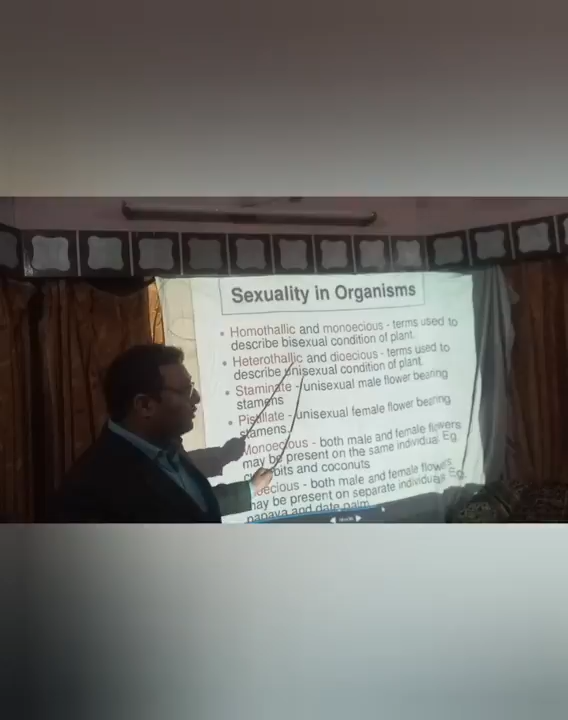 Sexuality in Organisms
• Homothallic and monoecious - terms used to
describe bisexual condition of plant.
• Heterothallic and dioecious - terms used to
describe unisexual condition of plant.
• Staminate - unisexual male flower bearing
stamens
• Pistillate - unisexual female flower bearing
stamens.
Monoecious - both male and female flowers
may be present on the same individual. Eg.
bits and coconuts
oecious - both male and female flowers
may be present on separate individuals Eg.
papaya and date palm